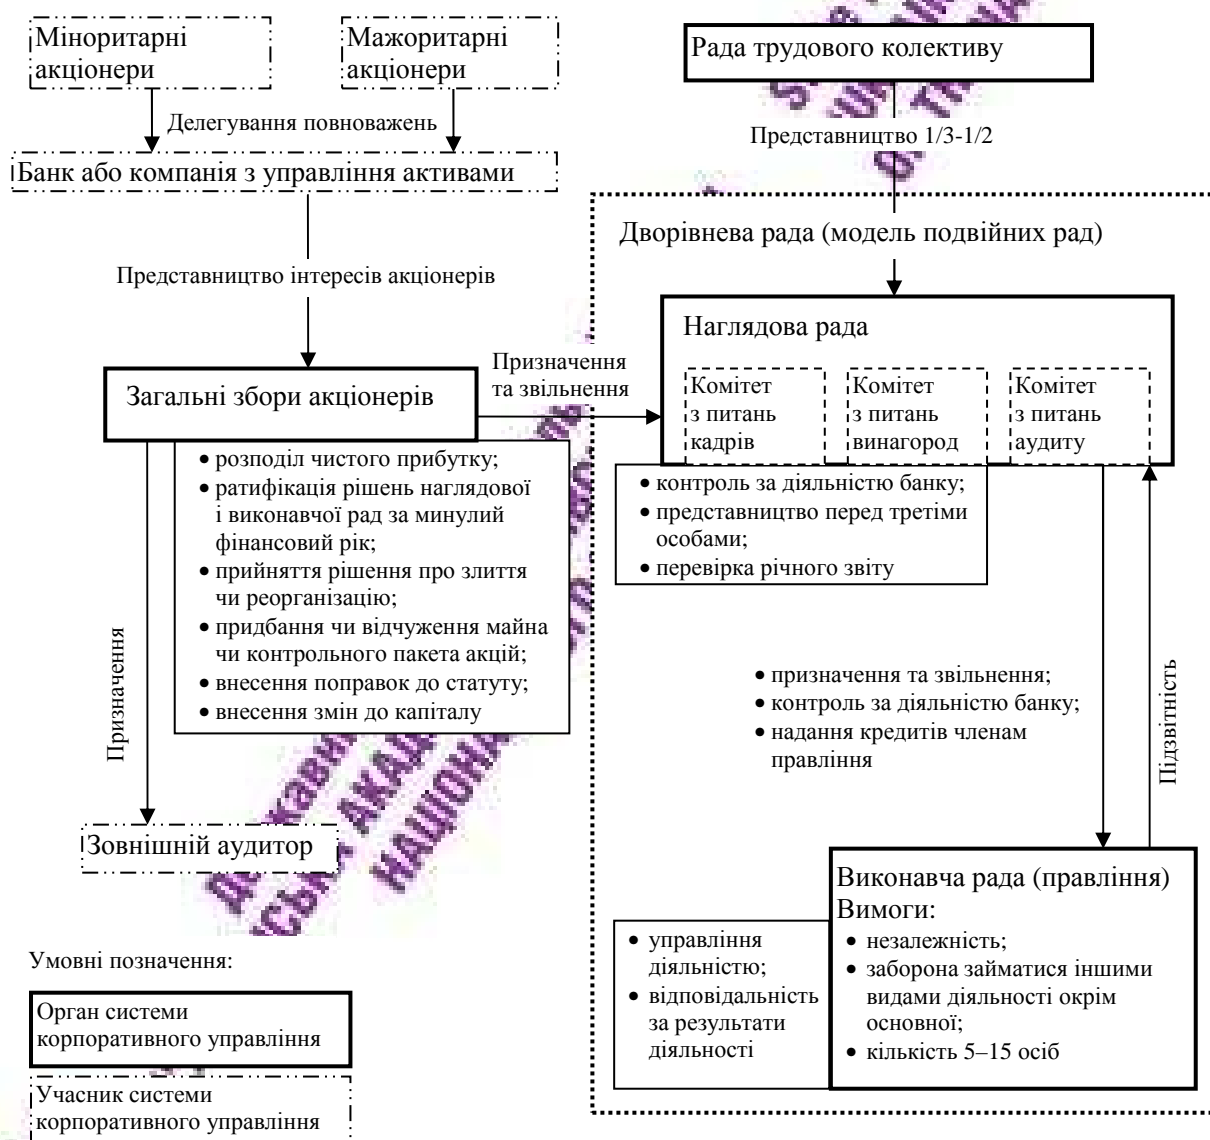 Міноритарні
акціонери
Мажоритарні
акціонери
Делегування повноважень
Банк або компанія з управління активами
Представництво інтересів акціонерів
Рада трудового колективу
Представництво 1/3-1/2
Дворівнева рада (модель подвійних рад)
Наглядова рада
Комітет
з питань
кадрів
Комітет
з питань
винагород
Комітет
з питань
аудиту
Призначення
та звільнення
Загальні збори акціонерів
• розподіл чистого прибутку;
• ратифікація рішень наглядової
і виконавчої рад за минулий
фінансовий рік;
• прийняття рішення про злиття
чи реорганізацію;
• придбання чи відчуження майна
чи контрольного пакета акцій;
• внесення поправок до статуту;
• внесення змін до капіталу
Призначення
Зовнішній аудитор
• контроль за діяльністю банку;
• представництво перед третіми
особами;
• перевірка річного звіту
• призначення та звільнення;
• контроль за діяльністю банку;
• надання кредитів членам
правління
Підзвітність
Виконавча рада (правління)
Вимоги:
• незалежність;
• заборона займатися іншими
видами діяльності окрім
основної;
• кількість 5–15 осіб
• управління
діяльністю;
• відповідальність
за результати
діяльності
Умовні позначення:
Орган системи
корпоративного управління
Учасник системи
корпоративного управління